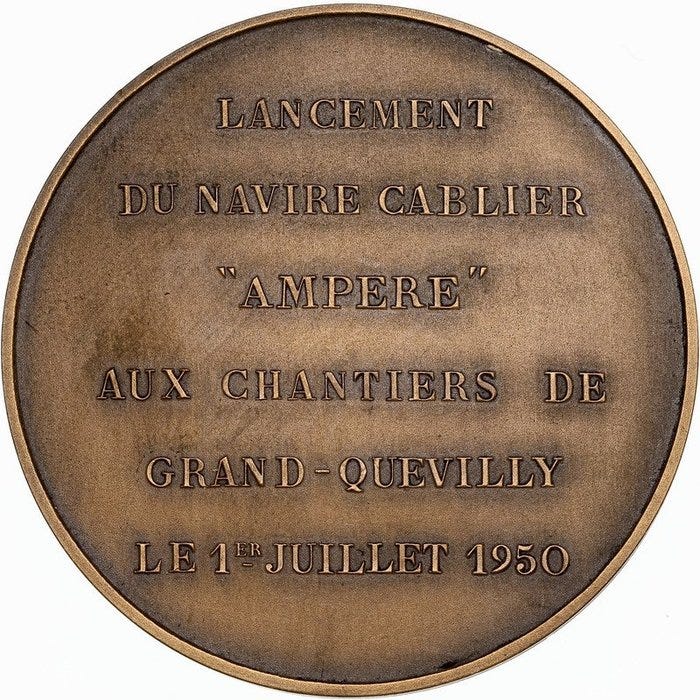 LANCEMENT
DU NAVIRE CABLIER
"AMPERE"
AUX CHANTIERS DE
GRAND-QUEVILLY
LE 1ER JUILLET 1950